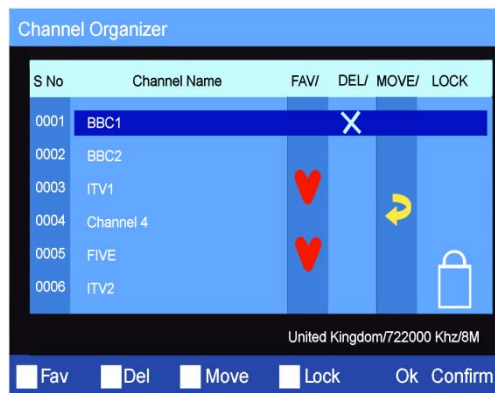 Channel Organizer
S No Channel Name FAV/ DEL/ MOVE/ LOCK
0001 BBC1
0002 BBC2
0003 ITV1
0004 Channel 4
0005 FIVE
0006 ITV2
United Kingdom/722000 Khz/8M
Fav Del Move Lock Ok Confirm